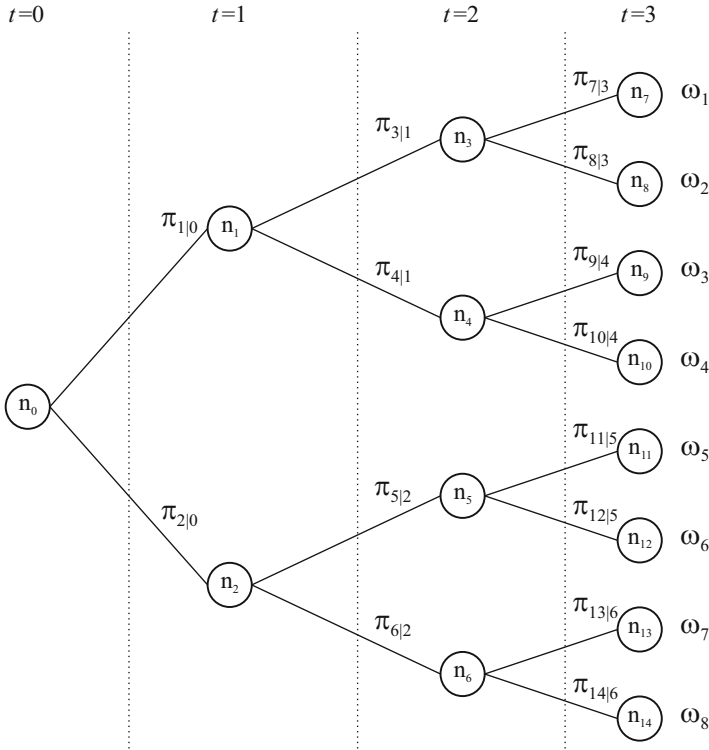 t=0 t=1 t=2 t=3
π7|3 n7 ω1
π3|1 n3
π8|3 n8 ω2
π1|0 n1
π9|4 n9 ω3
π4|1 n4
π10|4 n10 ω4
n0
π11|5 n11 ω5
π5|2 n5
π12|5 n12 ω6
π2|0 n2
π13|6 n13 ω7
π6|2 n6
π14|6 n14 ω8